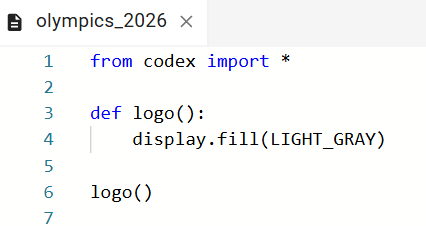 olympics_2026 ×
1 from codex import *
2
3 def logo():
4     display.fill(LIGHT_GRAY)
5
6 logo()
7